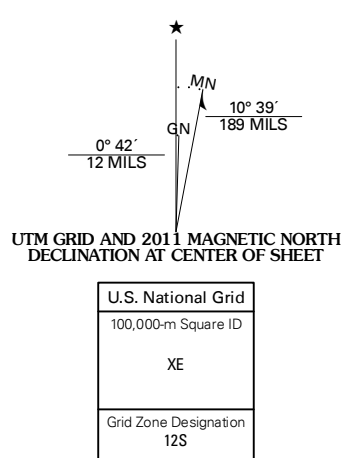 ★
MN
10° 39´
189 MILS
GN
0° 42´
12 MILS
UTM GRID AND 2011 MAGNETIC NORTH
DECLINATION AT CENTER OF SHEET
U.S. National Grid
100,000-m Square ID
XE
Grid Zone Designation
12S